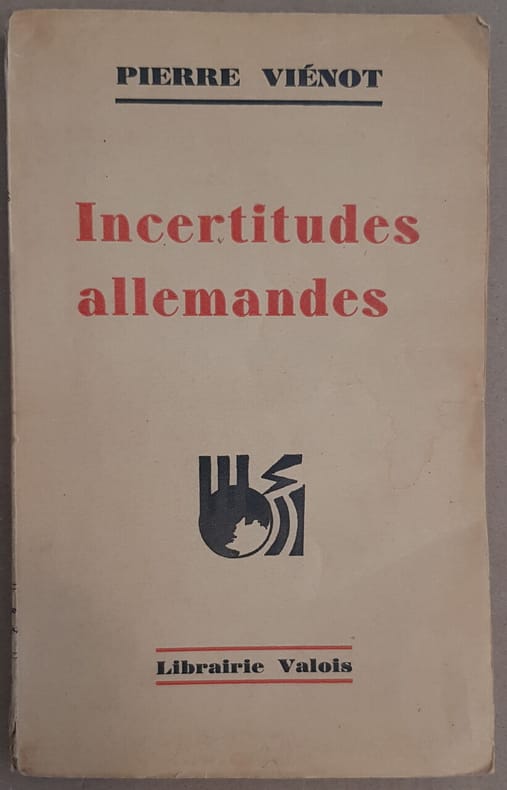 PIERRE VIÉNOT
Incertitudes
allemandes
Librairie Valois